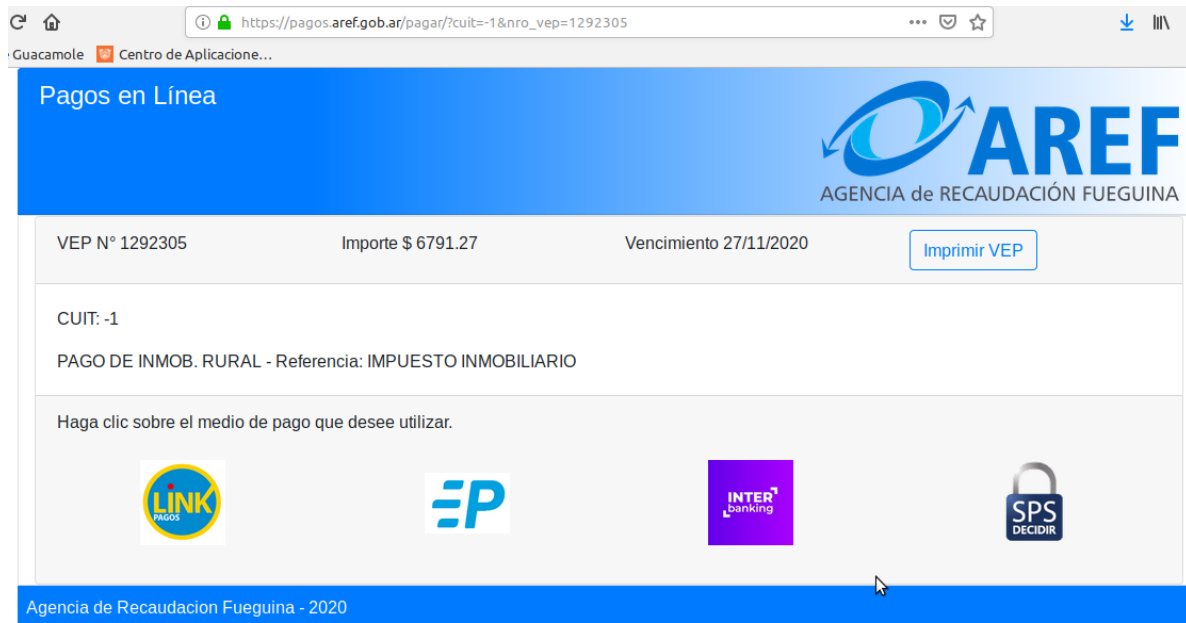 https://pagos.aref.gob.ar/pagar/?cuit=-1&nro_vep=1292305
Guacamole Centro de Aplicacione...
Pagos en Línea
AREF
AGENCIA de RECAUDACIÓN FUEGUINA
VEP N° 1292305 Importe $ 6791.27 Vencimiento 27/11/2020 Imprimir VEP
CUIT: -1
PAGO DE INMOB. RURAL - Referencia: IMPUESTO INMOBILIARIO
Haga clic sobre el medio de pago que desee utilizar.
LINK
PAGOS
P
INTER
banking
SPS
DECIDIR
Agencia de Recaudacion Fueguina - 2020